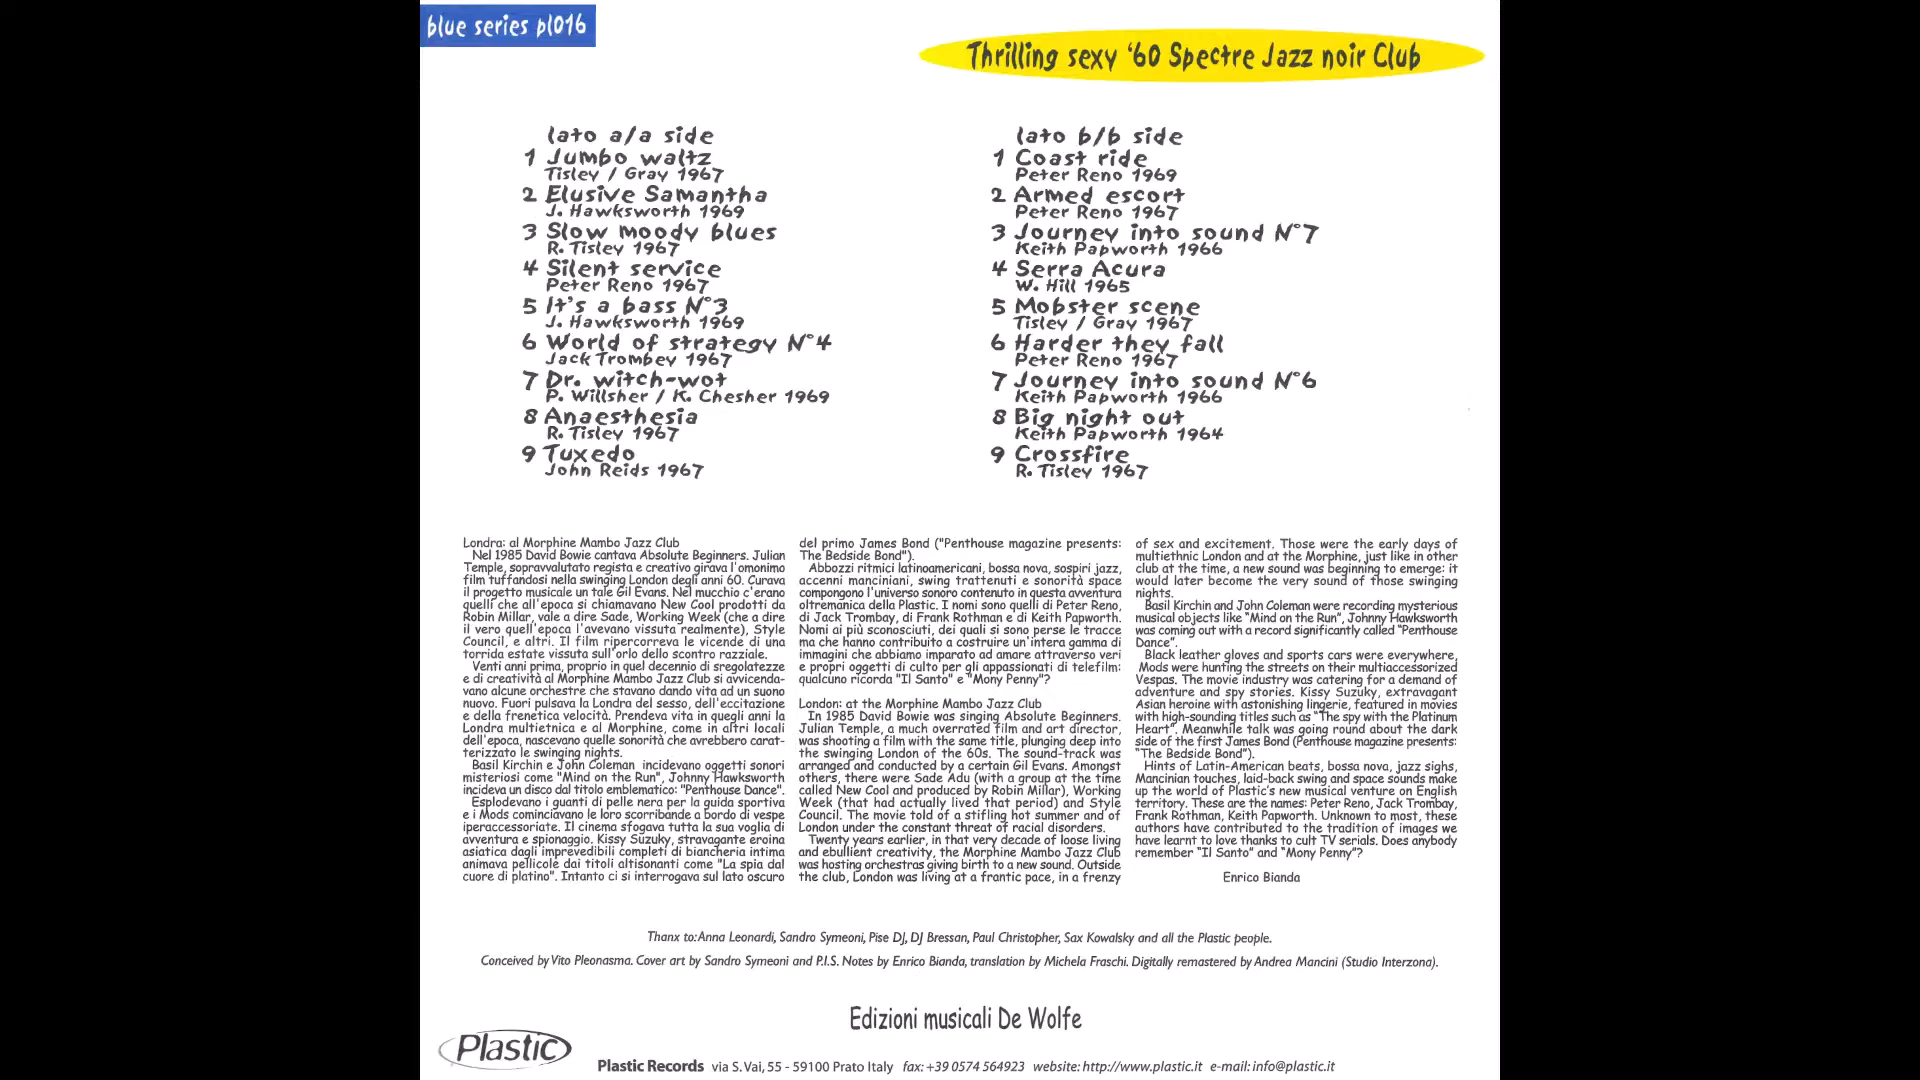 blue series pl016
Thrilling sexy '60 Spectre Jazz noir Club
lato a/a side
1 Jumbo waltz
Tisley / Gray 1967
2 Elusive Samantha
J. Hawksworth 1969
3 Slow moody blues
R. Tisley 1967
4 Silent service
Peter Reno 1967
5 It's a bass N°3
J. Hawksworth 1969
6 World of strategy N°4
Jack Trombey 1967
7 Dr. witch-wot
P. Willsher / K. Chesher 1969
8 Anaesthesia
R. Tisley 1967
9 Tuxedo
John Reids 1967
lato b/b side
1 Coast ride
Peter Reno 1969
2 Armed escort
Peter Reno 1967
3 Journey into sound N°7
Keith Papworth 1966
4 Serra Acura
W. Hill 1965
5 Mobster scene
Tisley / Gray 1967
6 Harder they fall
Peter Reno 1967
7 Journey into sound N°6
Keith Papworth 1966
8 Big night out
Keith Papworth 1964
9 Crossfire
R. Tisley 1967
Londra: al Morphine Mambo Jazz Club
Nel 1985 David Bowie cantava Absolute Beginners. Julian
Temple, sopravvalutato regista e creativo girava l'omonimo
film tuffandosi nella swinging London degli anni 60. Curava
il progetto musicale un tale Gil Evans. Nel mucchio c'erano
quelli che all'epoca si chiamavano New Cool prodotti da
Robin Millar, vale a dire Sade, Working Week (che a dire
il vero quell'epoca l'avevano vissuta realmente), Style
Council, e altri. Il film ripercorreva le vicende di una
torrida estate vissuta sull'orlo dello scontro razziale.
Venti anni prima, proprio in quel decennio di sregolatezze
e di creatività al Morphine Mambo Jazz Club si avvicenda-
vano alcune orchestre che stavano dando vita ad un suono
nuovo. Fuori pulsava la Londra del sesso, dell'eccitazione
e della frenetica velocità. Prendeva vita in quegli anni la
Londra multietnica e al Morphine, come in altri locali
dell'epoca, nascevano quelle sonorità che avrebbero carat-
terizzato le swinging nights.
Basil Kirchin e John Coleman incidevano oggetti sonori
misteriosi come "Mind on the Run", Johnny Hawksworth
incideva un disco dal titolo emblematico: "Penthouse Dance".
Esplodevano i guanti di pelle nera per la guida sportiva
e i Mods cominciavano le loro scorribande a bordo di vespe
iperaccessoriate. Il cinema sfogava tutta la sua voglia di
avventura e spionaggio. Kissy Suzuky, stravagante eroina
asiatica dagli imprevedibili completi di biancheria intima
animava pellicole dai titoli altisonanti come "La spia dal
cuore di platino". Intanto ci si interrogava sul lato oscuro
del primo James Bond ("Penthouse magazine presents:
The Bedside Bond").
Abbozzi ritmici latinoamericani, bossa nova, sospiri jazz,
accenni manciniani, swing trattenuti e sonorità space
compongono l'universo sonoro contenuto in questa avventura
oltremanica della Plastic. I nomi sono quelli di Peter Reno,
di Jack Trombay, di Frank Rothman e di Keith Papworth.
Nomi ai più sconosciuti, dei quali si sono perse le tracce
ma che hanno contribuito a costruire un'intera gamma di
immagini che abbiamo imparato ad amare attraverso veri
e propri oggetti di culto per gli appassionati di telefilm:
qualcuno ricorda "Il Santo" e "Mony Penny"?
London: at the Morphine Mambo Jazz Club
In 1985 David Bowie was singing Absolute Beginners.
Julian Temple, a much overrated film and art director,
was shooting a film with the same title, plunging deep into
the swinging London of the 60s. The sound-track was
arranged and conducted by a certain Gil Evans. Amongst
others, there were Sade Adu (with a group at the time
called New Cool and produced by Robin Millar), Working
Week (that had actually lived that period) and Style
Council. The movie told of a stifling hot summer and of
London under the constant threat of racial disorders.
Twenty years earlier, in that very decade of loose living
and ebullient creativity, the Morphine Mambo Jazz Club
was hosting orchestras giving birth to a new sound. Outside
the club, London was living at a frantic pace, in a frenzy
of sex and excitement. Those were the early days of
multiethnic London and at the Morphine, just like in other
club at the time, a new sound was beginning to emerge: it
would later become the very sound of those swinging
nights.
Basil Kirchin and John Coleman were recording mysterious
musical objects like "Mind on the Run", Johnny Hawksworth
was coming out with a record significantly called "Penthouse
Dance".
Black leather gloves and sports cars were everywhere,
Mods were hunting the streets on their multiaccessorized
Vespas. The movie industry was catering for a demand of
adventure and spy stories. Kissy Suzuky, extravagant
Asian heroine with astonishing lingerie, featured in movies
with high-sounding titles such as "The spy with the Platinum
Heart". Meanwhile talk was going round about the dark
side of the first James Bond (Penthouse magazine presents:
"The Bedside Bond").
Hints of Latin-American beats, bossa nova, jazz sighs,
Mancinian touches, laid-back swing and space sounds make
up the world of Plastic's new musical venture on English
territory. These are the names: Peter Reno, Jack Trombay,
Frank Rothman, Keith Papworth. Unknown to most, these
authors have contributed to the tradition of images we
have learnt to love thanks to cult TV serials. Does anybody
remember "Il Santo" and "Mony Penny"?
Enrico Bianda
Thanx to: Anna Leonardi, Sandro Symeoni, Pise DJ, DJ Bressan, Paul Christopher, Sax Kowalsky and all the Plastic people.
Conceived by Vito Pleonasma. Cover art by Sandro Symeoni and P.I.S. Notes by Enrico Bianda, translation by Michela Fraschi. Digitally remastered by Andrea Mancini (Studio Interzona).
Edizioni musicali De Wolfe
Plastic
Plastic Records via S. Vai, 55 - 59100 Prato Italy fax: +39 0574 564923 website: http://www.plastic.it e-mail: info@plastic.it